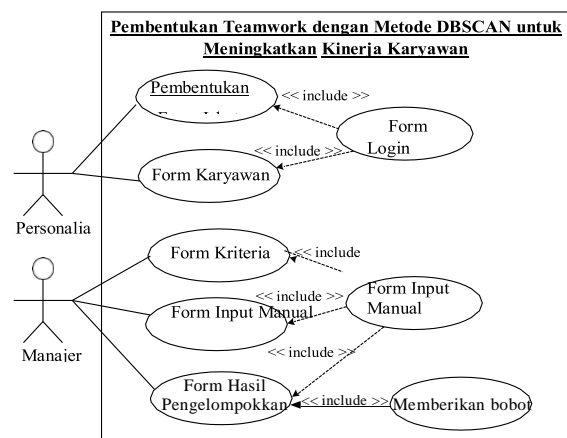 Pembentukan Teamwork dengan Metode DBSCAN untuk
Meningkatkan Kinerja Karyawan
Pembentukan
<< include >>
Form
Login
<< include >>
Form Karyawan
Personalia
Form Kriteria
<< include
Form Input Manual
<< include >>
Form Input
Manual
Manajer
<< include >>
Form Hasil
Pengelompokkan
<< include >>
Memberikan bobot